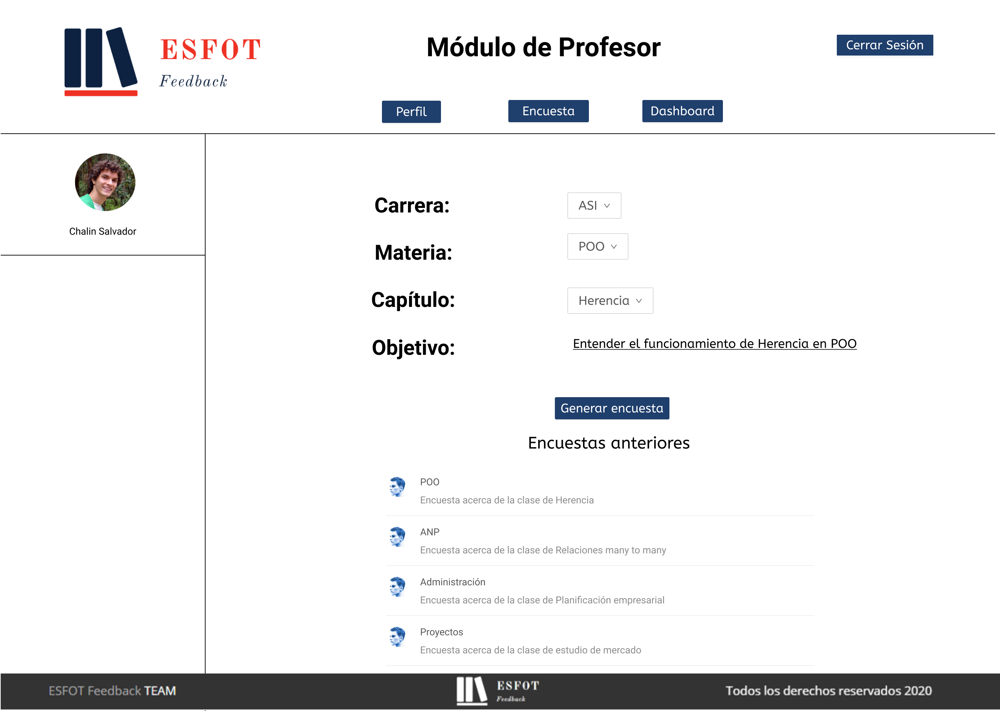 ESFOT
Feedback
Módulo de Profesor
Cerrar Sesión
Perfil
Encuesta
Dashboard
Chalin Salvador
Carrera:
ASI
Materia:
POO
Capítulo:
Herencia
Objetivo:
Entender el funcionamiento de Herencia en POO
Generar encuesta
Encuestas anteriores
POO
Encuesta acerca de la clase de Herencia
ANP
Encuesta acerca de la clase de Relaciones many to many
Administración
Encuesta acerca de la clase de Planificación empresarial
Proyectos
Encuesta acerca de la clase de estudio de mercado
ESFOT Feedback TEAM
ESFOT
Feedback
Todos los derechos reservados 2020